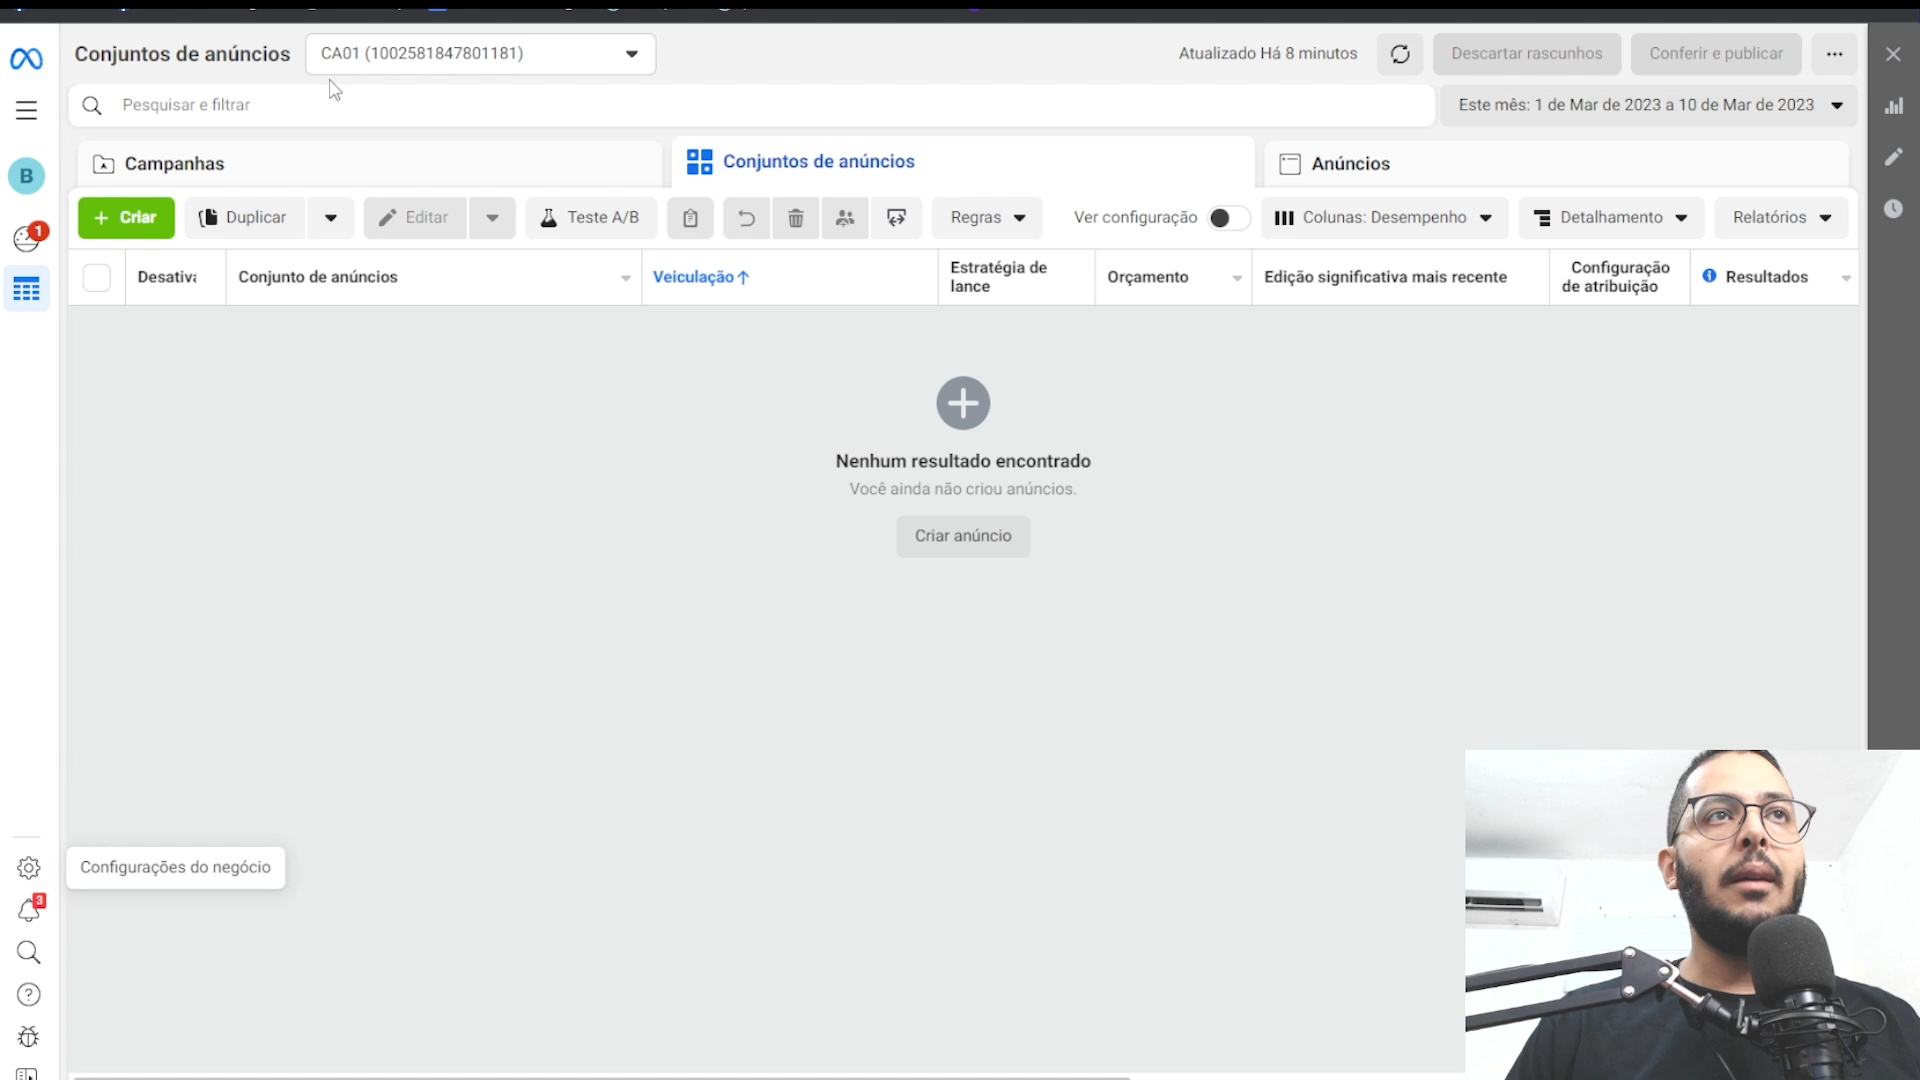 Conjuntos de anúncios
CA01 (1002581847801181)
Atualizado Há 8 minutos
Descartar rascunhos
Conferir e publicar
Pesquisar e filtrar
Este mês: 1 de Mar de 2023 a 10 de Mar de 2023
Campanhas
Conjuntos de anúncios
Anúncios
B
1
+ Criar
Duplicar
Editar
Teste A/B
Regras
Ver configuração
Colunas: Desempenho
Detalhamento
Relatórios
Desativa
Conjunto de anúncios
Veiculação↑
Estratégia de
lance
Orçamento
Edição significativa mais recente
Configuração
de atribuição
Resultados
Nenhum resultado encontrado
Você ainda não criou anúncios.
Criar anúncio
Configurações do negócio
3